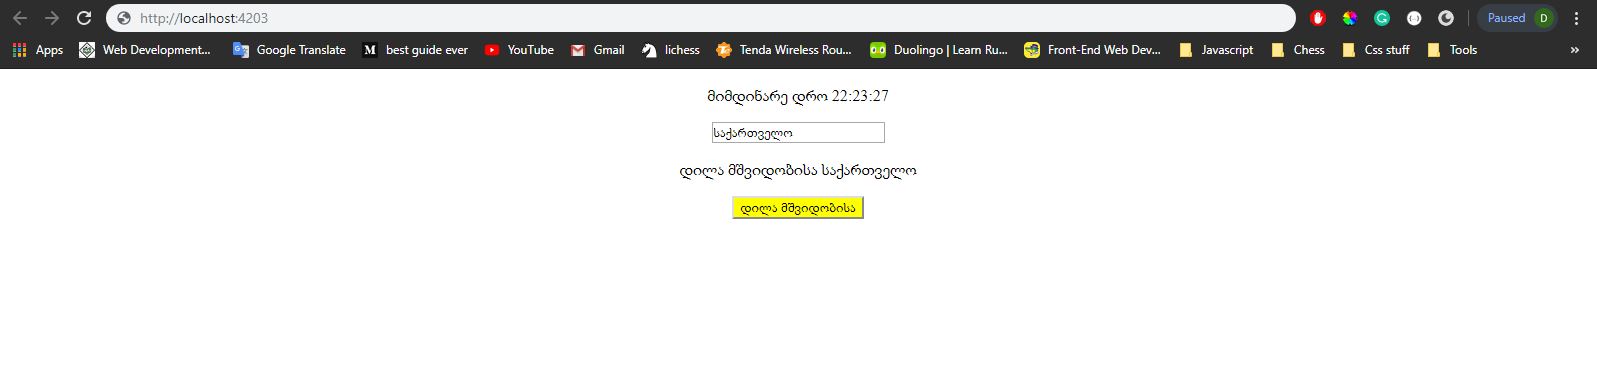 http://localhost:4203
Paused D
Apps Web Development... Google Translate M best guide ever YouTube Gmail lichess Tenda Wireless Rou... Duolingo | Learn Ru... Front-End Web Dev... Javascript Chess Css stuff Tools »
მიმდინარე დრო 22:23:27
საქართველო
დილა მშვიდობისა საქართველო
დილა მშვიდობისა